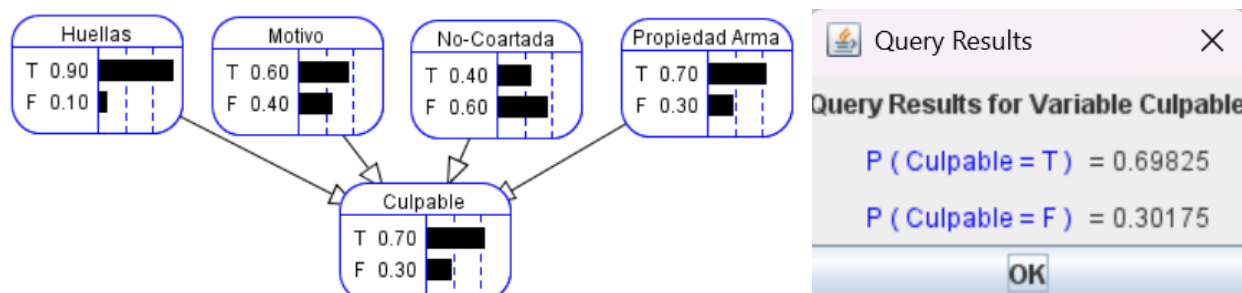 Huellas
T 0.90
F 0.10
Motivo
T 0.60
F 0.40
No-Coartada
T 0.40
F 0.60
Propiedad Arma
T 0.70
F 0.30
Culpable
T 0.70
F 0.30
Query Results
Query Results for Variable Culpable
P ( Culpable = T ) = 0.69825
P ( Culpable = F ) = 0.30175
OK